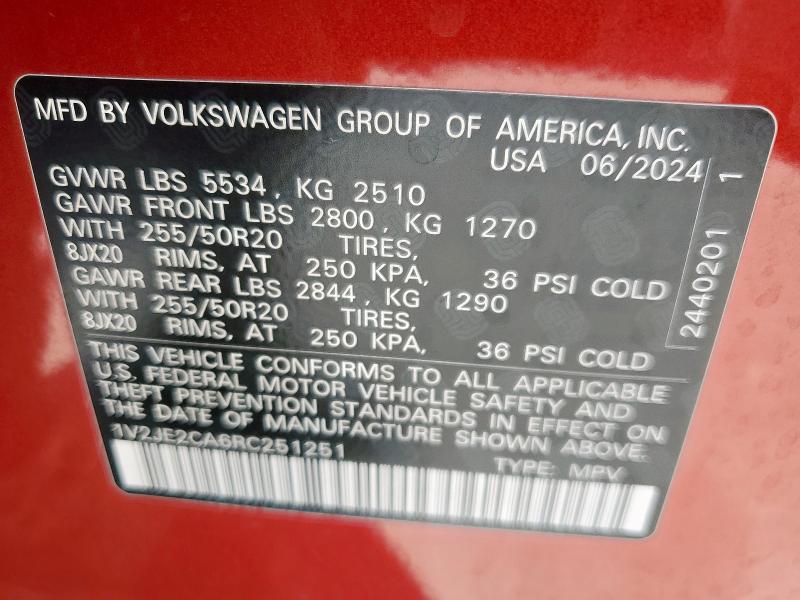 MFD BY VOLKSWAGEN GROUP OF AMERICA, INC.
USA 06/2024
GVWR LBS 5534, KG 2510
GAWR FRONT LBS 2800, KG 1270
WITH 255/50R20 TIRES,
8JX20 RIMS, AT 250 KPA, 36 PSI COLD
GAWR REAR LBS 2844, KG 1290
WITH 255/50R20 TIRES,
8JX20 RIMS, AT 250 KPA, 36 PSI COLD
THIS VEHICLE CONFORMS TO ALL APPLICABLE
U.S. FEDERAL MOTOR VEHICLE SAFETY AND
THEFT PREVENTION STANDARDS IN EFFECT ON
THE DATE OF MANUFACTURE SHOWN ABOVE.
1V2JE2CA6RC251251 TYPE: MPV
2440201 1